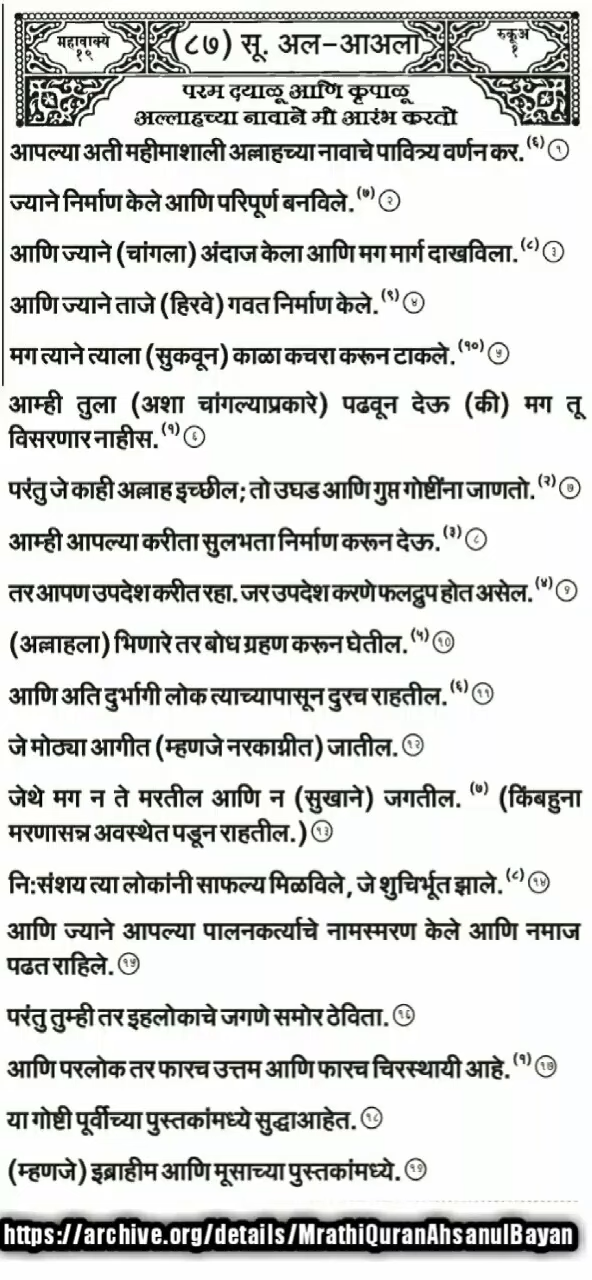 महावाक्ये
१९
(८७) सू. अल-आअला
रुकूअ
१
परम दयाळू आणि कृपाळू
अल्लाहच्या नावाने मी आरंभ करतो
आपल्या अती महीमाशाली अल्लाहच्या नावाचे पावित्र्य वर्णन कर.(६) १
ज्याने निर्माण केले आणि परिपूर्ण बनविले.(७) २
आणि ज्याने (चांगला) अंदाज केला आणि मग मार्ग दाखविला.(८) ३
आणि ज्याने ताजे (हिरवे) गवत निर्माण केले.(९) ४
मग त्याने त्याला (सुकवून) काळा कचरा करून टाकले.(१०) ५
आम्ही तुला (अशा चांगल्याप्रकारे) पढवून देऊ (की) मग तू
विसरणार नाहीस.(१) ६
परंतु जे काही अल्लाह इच्छील; तो उघड आणि गुप्त गोष्टींना जाणतो.(२) ७
आम्ही आपल्या करीता सुलभता निर्माण करून देऊ.(३) ८
तर आपण उपदेश करीत रहा. जर उपदेश करणे फलद्रुप होत असेल.(४) ९
(अल्लाहला) भिणारे तर बोध ग्रहण करून घेतील.(५) १०
आणि अति दुर्भागी लोक त्याच्यापासून दुरच राहतील.(६) ११
जे मोठ्या आगीत (म्हणजे नरकाग्नीत) जातील. १२
जेथे मग न ते मरतील आणि न (सुखाने) जगतील. (७) (किंबहुना
मरणासन्न अवस्थेत पडून राहतील.) १३
नि:संशय त्या लोकांनी साफल्य मिळविले, जे शुचिर्भूत झाले.(८) १४
आणि ज्याने आपल्या पालनकर्त्याचे नामस्मरण केले आणि नमाज
पढत राहिले. १५
परंतु तुम्ही तर इहलोकाचे जगणे समोर ठेविता. १६
आणि परलोक तर फारच उत्तम आणि फारच चिरस्थायी आहे.(९) १७
या गोष्टी पूर्वीच्या पुस्तकांमध्ये सुद्धाआहेत. १८
(म्हणजे) इब्राहीम आणि मूसाच्या पुस्तकांमध्ये. १९
https://archive.org/details/MrathiQuranAhsanulBayan